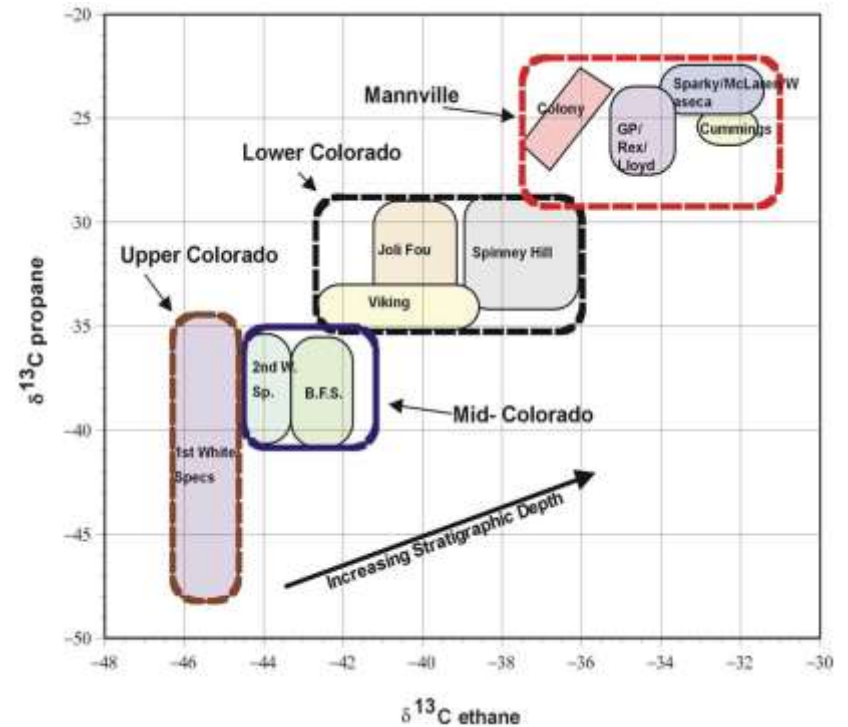 −20
−25
−30
−35
−40
−45
−50
δ13C propane
Mannville
Colony
GP/
Rex/
Lloyd
Sparky/McLaren/W
aseca
Cummings
Lower Colorado
Joli Fou
Spinney Hill
Viking
Upper Colorado
2nd W.
Sp.
B.F.S.
Mid- Colorado
1st White
Specs
Increasing Stratigraphic Depth
−48
−46
−44
−42
−40
−38
−36
−34
−32
−30
δ13C ethane